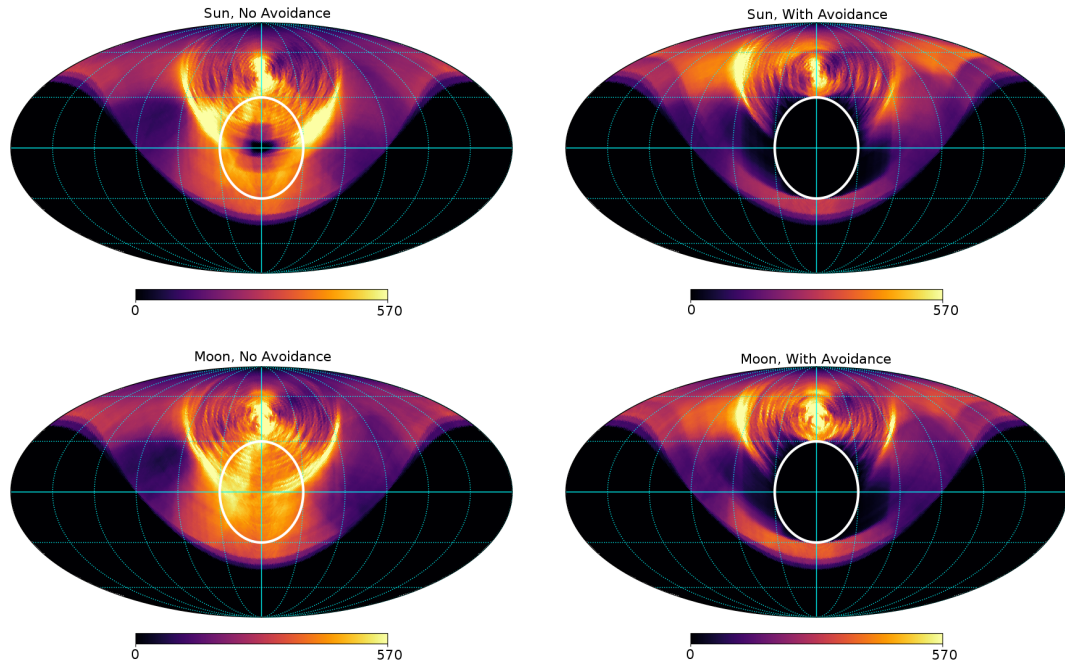 Sun, No Avoidance
Sun, With Avoidance
0 570
0 570
Moon, No Avoidance
Moon, With Avoidance
0 570
0 570